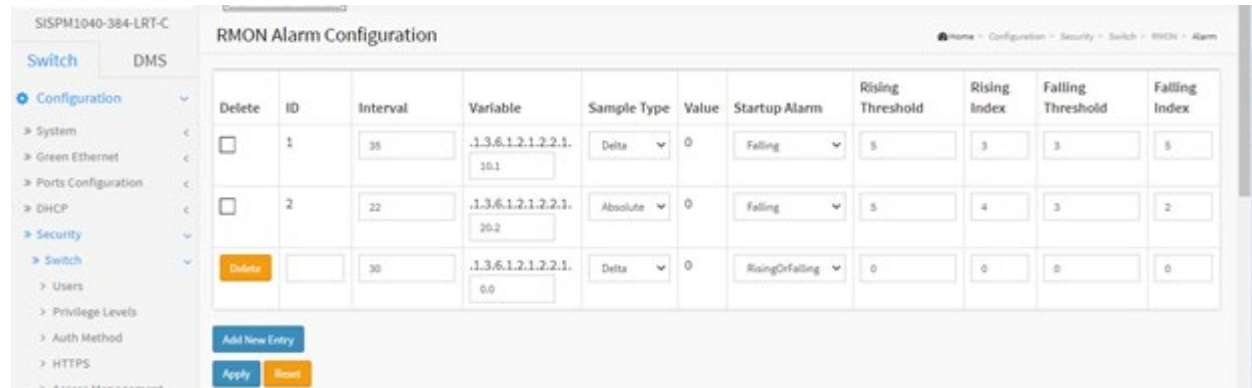 SISPM1040-384-LRT-C
Switch DMS
Configuration
System
Green Ethernet
Ports Configuration
DHCP
Security
Switch
Users
Privilege Levels
Auth Method
HTTPS
Access Management
RMON Alarm Configuration
Home - Configuration - Security - Switch - RMON - Alarm
Delete ID Interval Variable Sample Type Value Startup Alarm Rising Threshold Rising Index Falling Threshold Falling Index
1 35 .1.3.6.1.2.1.2.2.1. 10.1 Delta 0 Falling 5 3 3 5
2 22 .1.3.6.1.2.1.2.2.1. 20.2 Absolute 0 Falling 5 4 3 2
Delete 30 .1.3.6.1.2.1.2.2.1. 0.0 Delta 0 RisingOrFalling 0 0 0 0
Add New Entry
Apply Reset